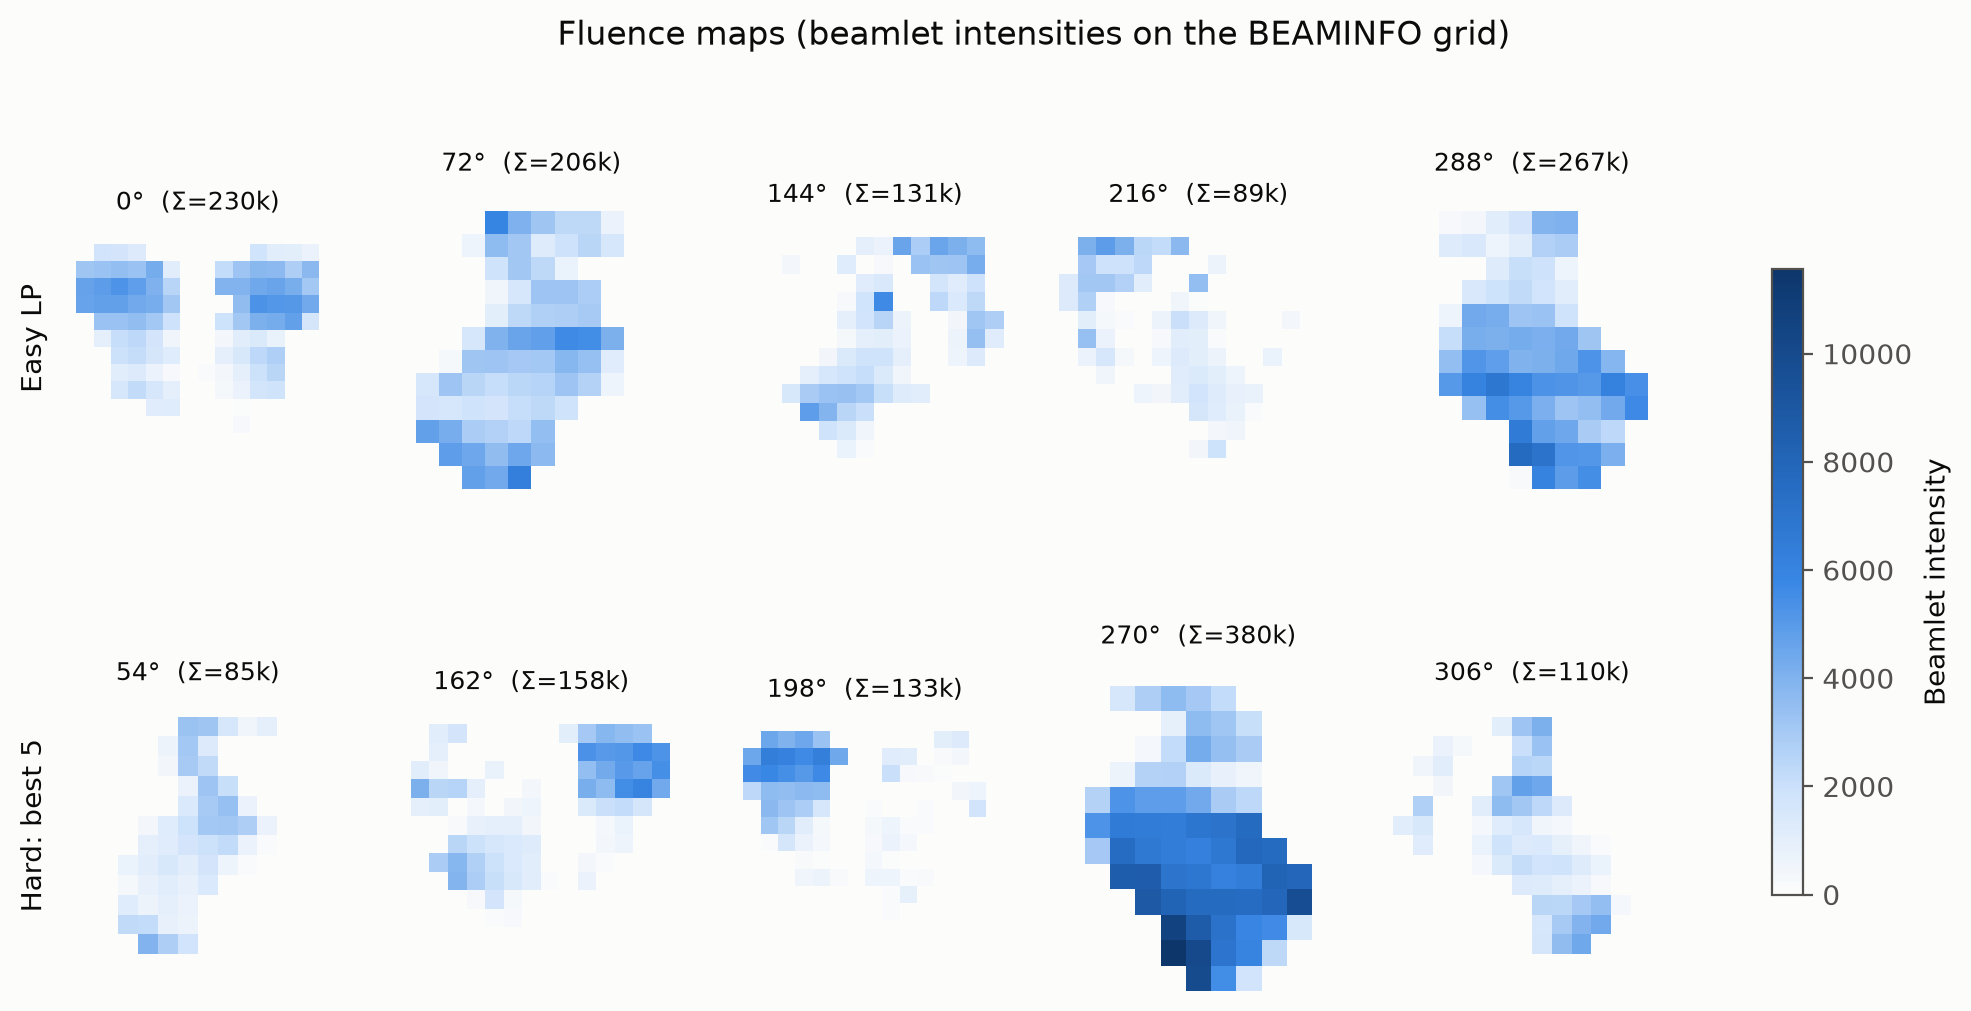 Fluence maps (beamlet intensities on the BEAMINFO grid)
Easy LP
0° (Σ=230k)
72° (Σ=206k)
144° (Σ=131k)
216° (Σ=89k)
288° (Σ=267k)
Hard: best 5
54° (Σ=85k)
162° (Σ=158k)
198° (Σ=133k)
270° (Σ=380k)
306° (Σ=110k)
10000
8000
6000
4000
2000
0
Beamlet intensity